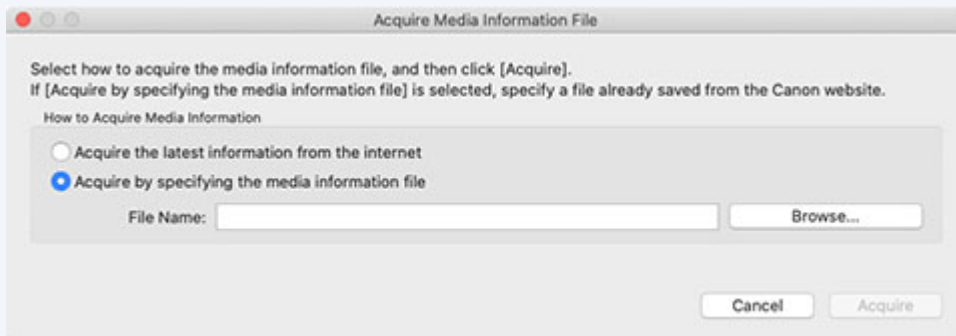 Acquire Media Information File
Select how to acquire the media information file, and then click [Acquire].
If [Acquire by specifying the media information file] is selected, specify a file already saved from the Canon website.
How to Acquire Media Information
Acquire the latest information from the internet
Acquire by specifying the media information file
File Name:
Browse...
Cancel
Acquire